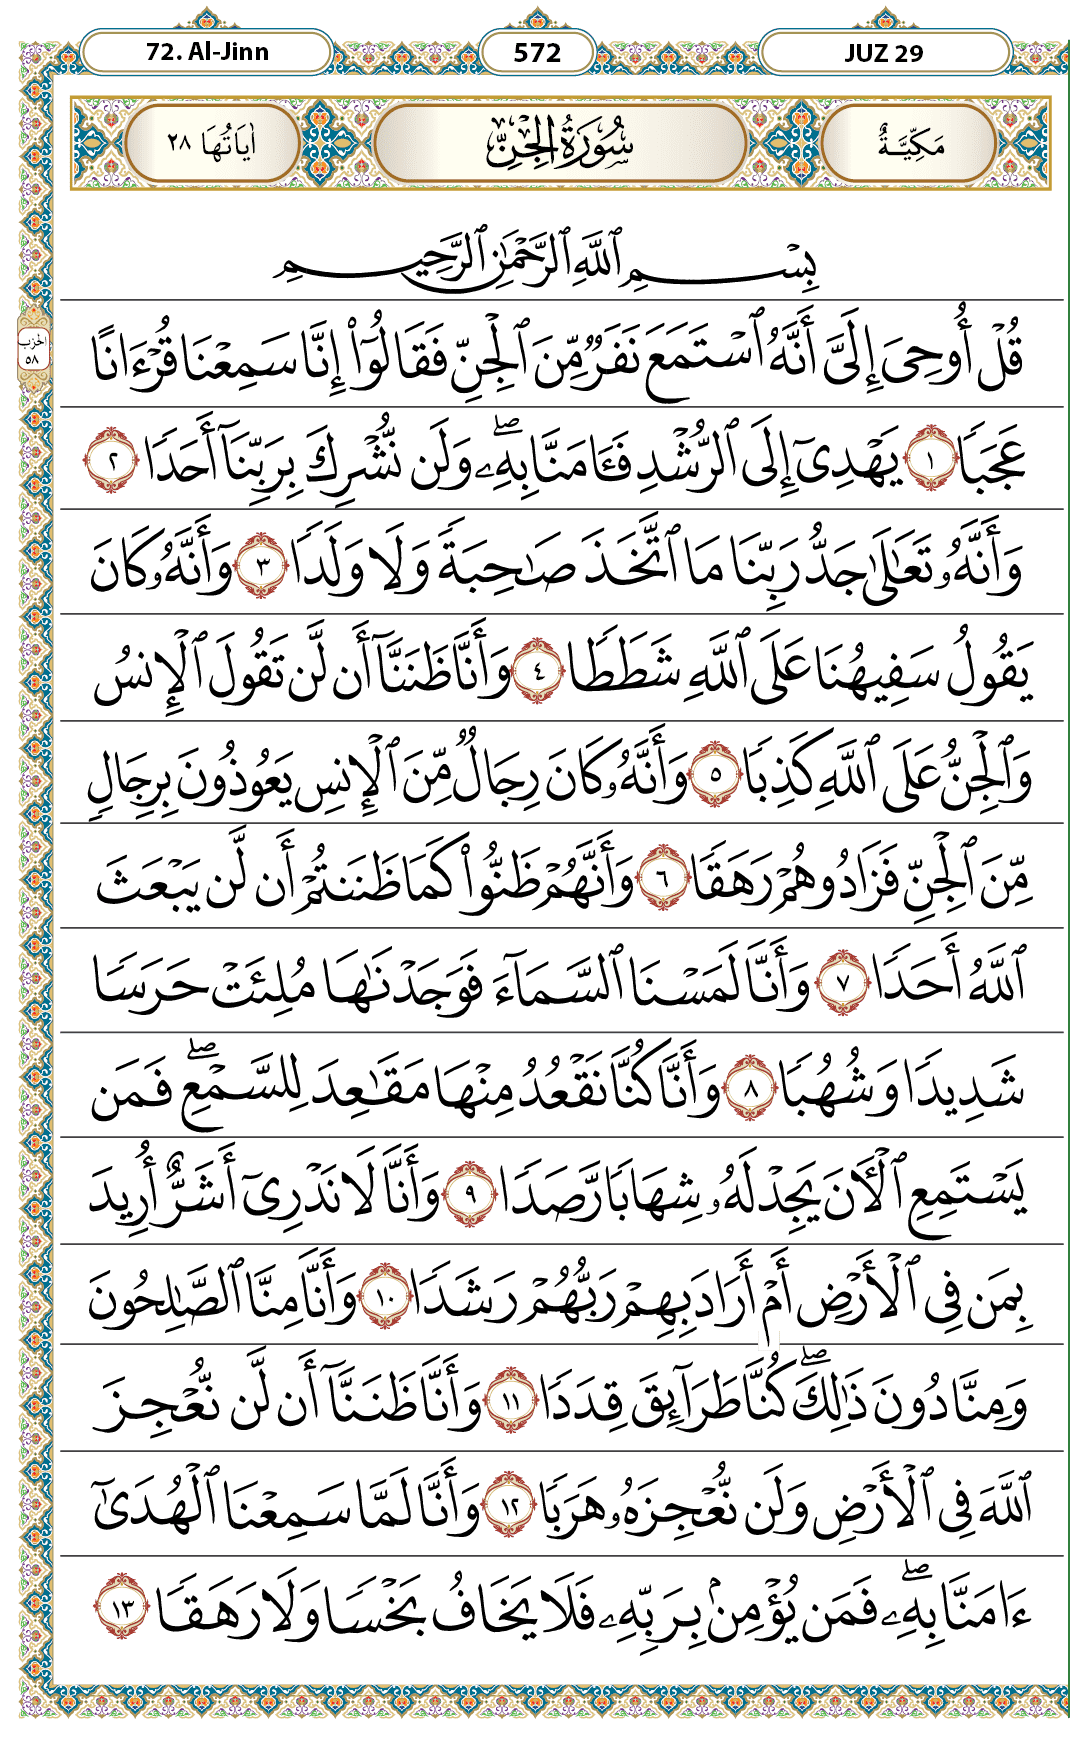 72. Al-Jinn
572
JUZ 29
مَكِّيَّةٌ
سُورَةُ الْجِنِّ
اٰيَاتُهَا ٢٨
بِسْمِ ٱللَّهِ ٱلرَّحْمَٰنِ ٱلرَّحِيمِ
الحزب
٥٨
قُلْ أُوحِىَ إِلَىَّ أَنَّهُ ٱسْتَمَعَ نَفَرٌ مِّنَ ٱلْجِنِّ فَقَالُوٓا۟ إِنَّا سَمِعْنَا قُرْءَانًا
عَجَبًا ١ يَهْدِىٓ إِلَى ٱلرُّشْدِ فَـَٔامَنَّا بِهِۦ ۖ وَلَن نُّشْرِكَ بِرَبِّنَآ أَحَدًا ٢
وَأَنَّهُۥ تَعَٰلَىٰ جَدُّ رَبِّنَا مَا ٱتَّخَذَ صَٰحِبَةً وَلَا وَلَدًا ٣ وَأَنَّهُۥ كَانَ
يَقُولُ سَفِيهُنَا عَلَى ٱللَّهِ شَطَطًا ٤ وَأَنَّا ظَنَنَّآ أَن لَّن تَقُولَ ٱلْإِنسُ
وَٱلْجِنُّ عَلَى ٱللَّهِ كَذِبًا ٥ وَأَنَّهُۥ كَانَ رِجَالٌ مِّنَ ٱلْإِنسِ يَعُوذُونَ بِرِجَالٍ
مِّنَ ٱلْجِنِّ فَزَادُوهُمْ رَهَقًا ٦ وَأَنَّهُمْ ظَنُّوا۟ كَمَا ظَنَنتُمْ أَن لَّن يَبْعَثَ
ٱللَّهُ أَحَدًا ٧ وَأَنَّا لَمَسْنَا ٱلسَّمَآءَ فَوَجَدْنَٰهَا مُلِئَتْ حَرَسًا
شَدِيدًا وَشُهُبًا ٨ وَأَنَّا كُنَّا نَقْعُدُ مِنْهَا مَقَٰعِدَ لِلسَّمْعِ ۖ فَمَن
يَسْتَمِعِ ٱلْـَٔانَ يَجِدْ لَهُۥ شِهَابًا رَّصَدًا ٩ وَأَنَّا لَا نَدْرِىٓ أَشَرٌّ أُرِيدَ
بِمَن فِى ٱلْأَرْضِ أَمْ أَرَادَ بِهِمْ رَبُّهُمْ رَشَدًا ١٠ وَأَنَّا مِنَّا ٱلصَّٰلِحُونَ
وَمِنَّا دُونَ ذَٰلِكَ ۖ كُنَّا طَرَآئِقَ قِدَدًا ١١ وَأَنَّا ظَنَنَّآ أَن لَّن نُّعْجِزَ
ٱللَّهَ فِى ٱلْأَرْضِ وَلَن نُّعْجِزَهُۥ هَرَبًا ١٢ وَأَنَّا لَمَّا سَمِعْنَا ٱلْهُدَىٰٓ
ءَامَنَّا بِهِۦ ۖ فَمَن يُؤْمِنۢ بِرَبِّهِۦ فَلَا يَخَافُ بَخْسًا وَلَا رَهَقًا ١٣